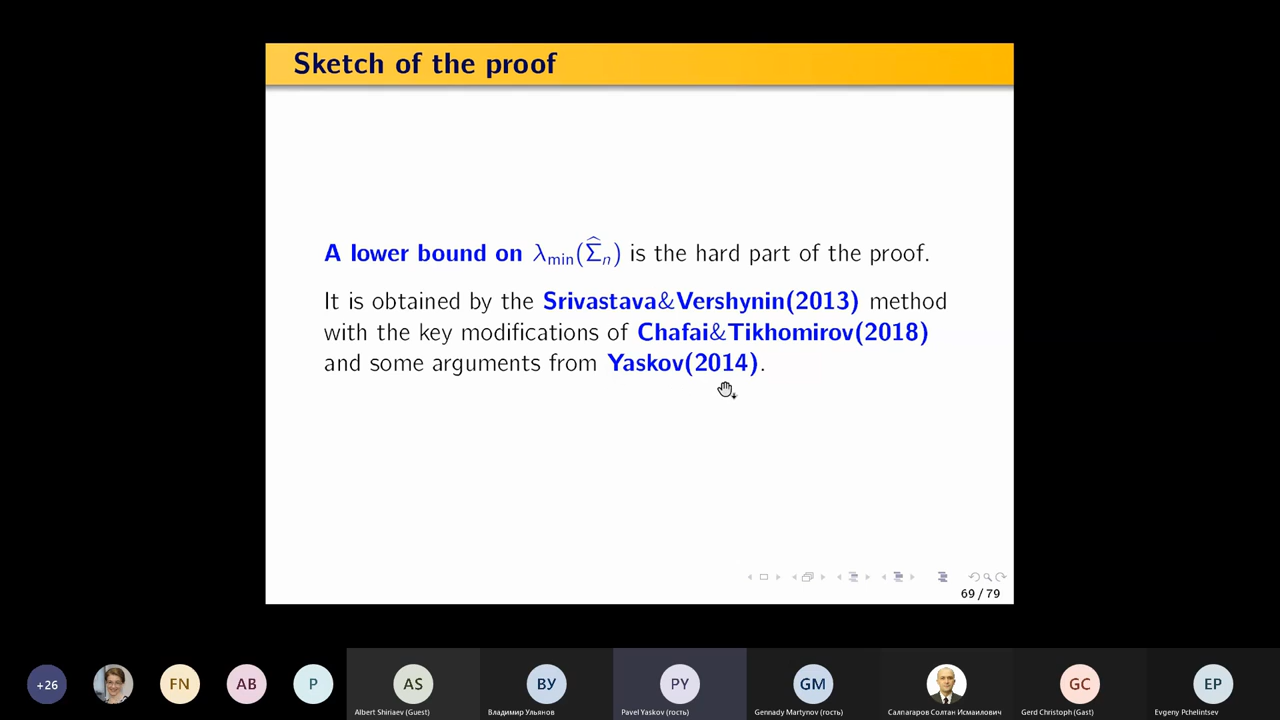 Sketch of the proof
A lower bound on λmin(Σ̂n) is the hard part of the proof.
It is obtained by the Srivastava&Vershynin(2013) method
with the key modifications of Chafai&Tikhomirov(2018)
and some arguments from Yaskov(2014).
69 / 79
+26 FN AB P AS ВУ PY GM GC EP
Albert Shiriaev (Guest) Владимир Ульянов Pavel Yaskov (гость) Gennady Martynov (гость) Салпагаров Солтан Исмаилович Gerd Christoph (Gast) Evgeny Pchelintsev